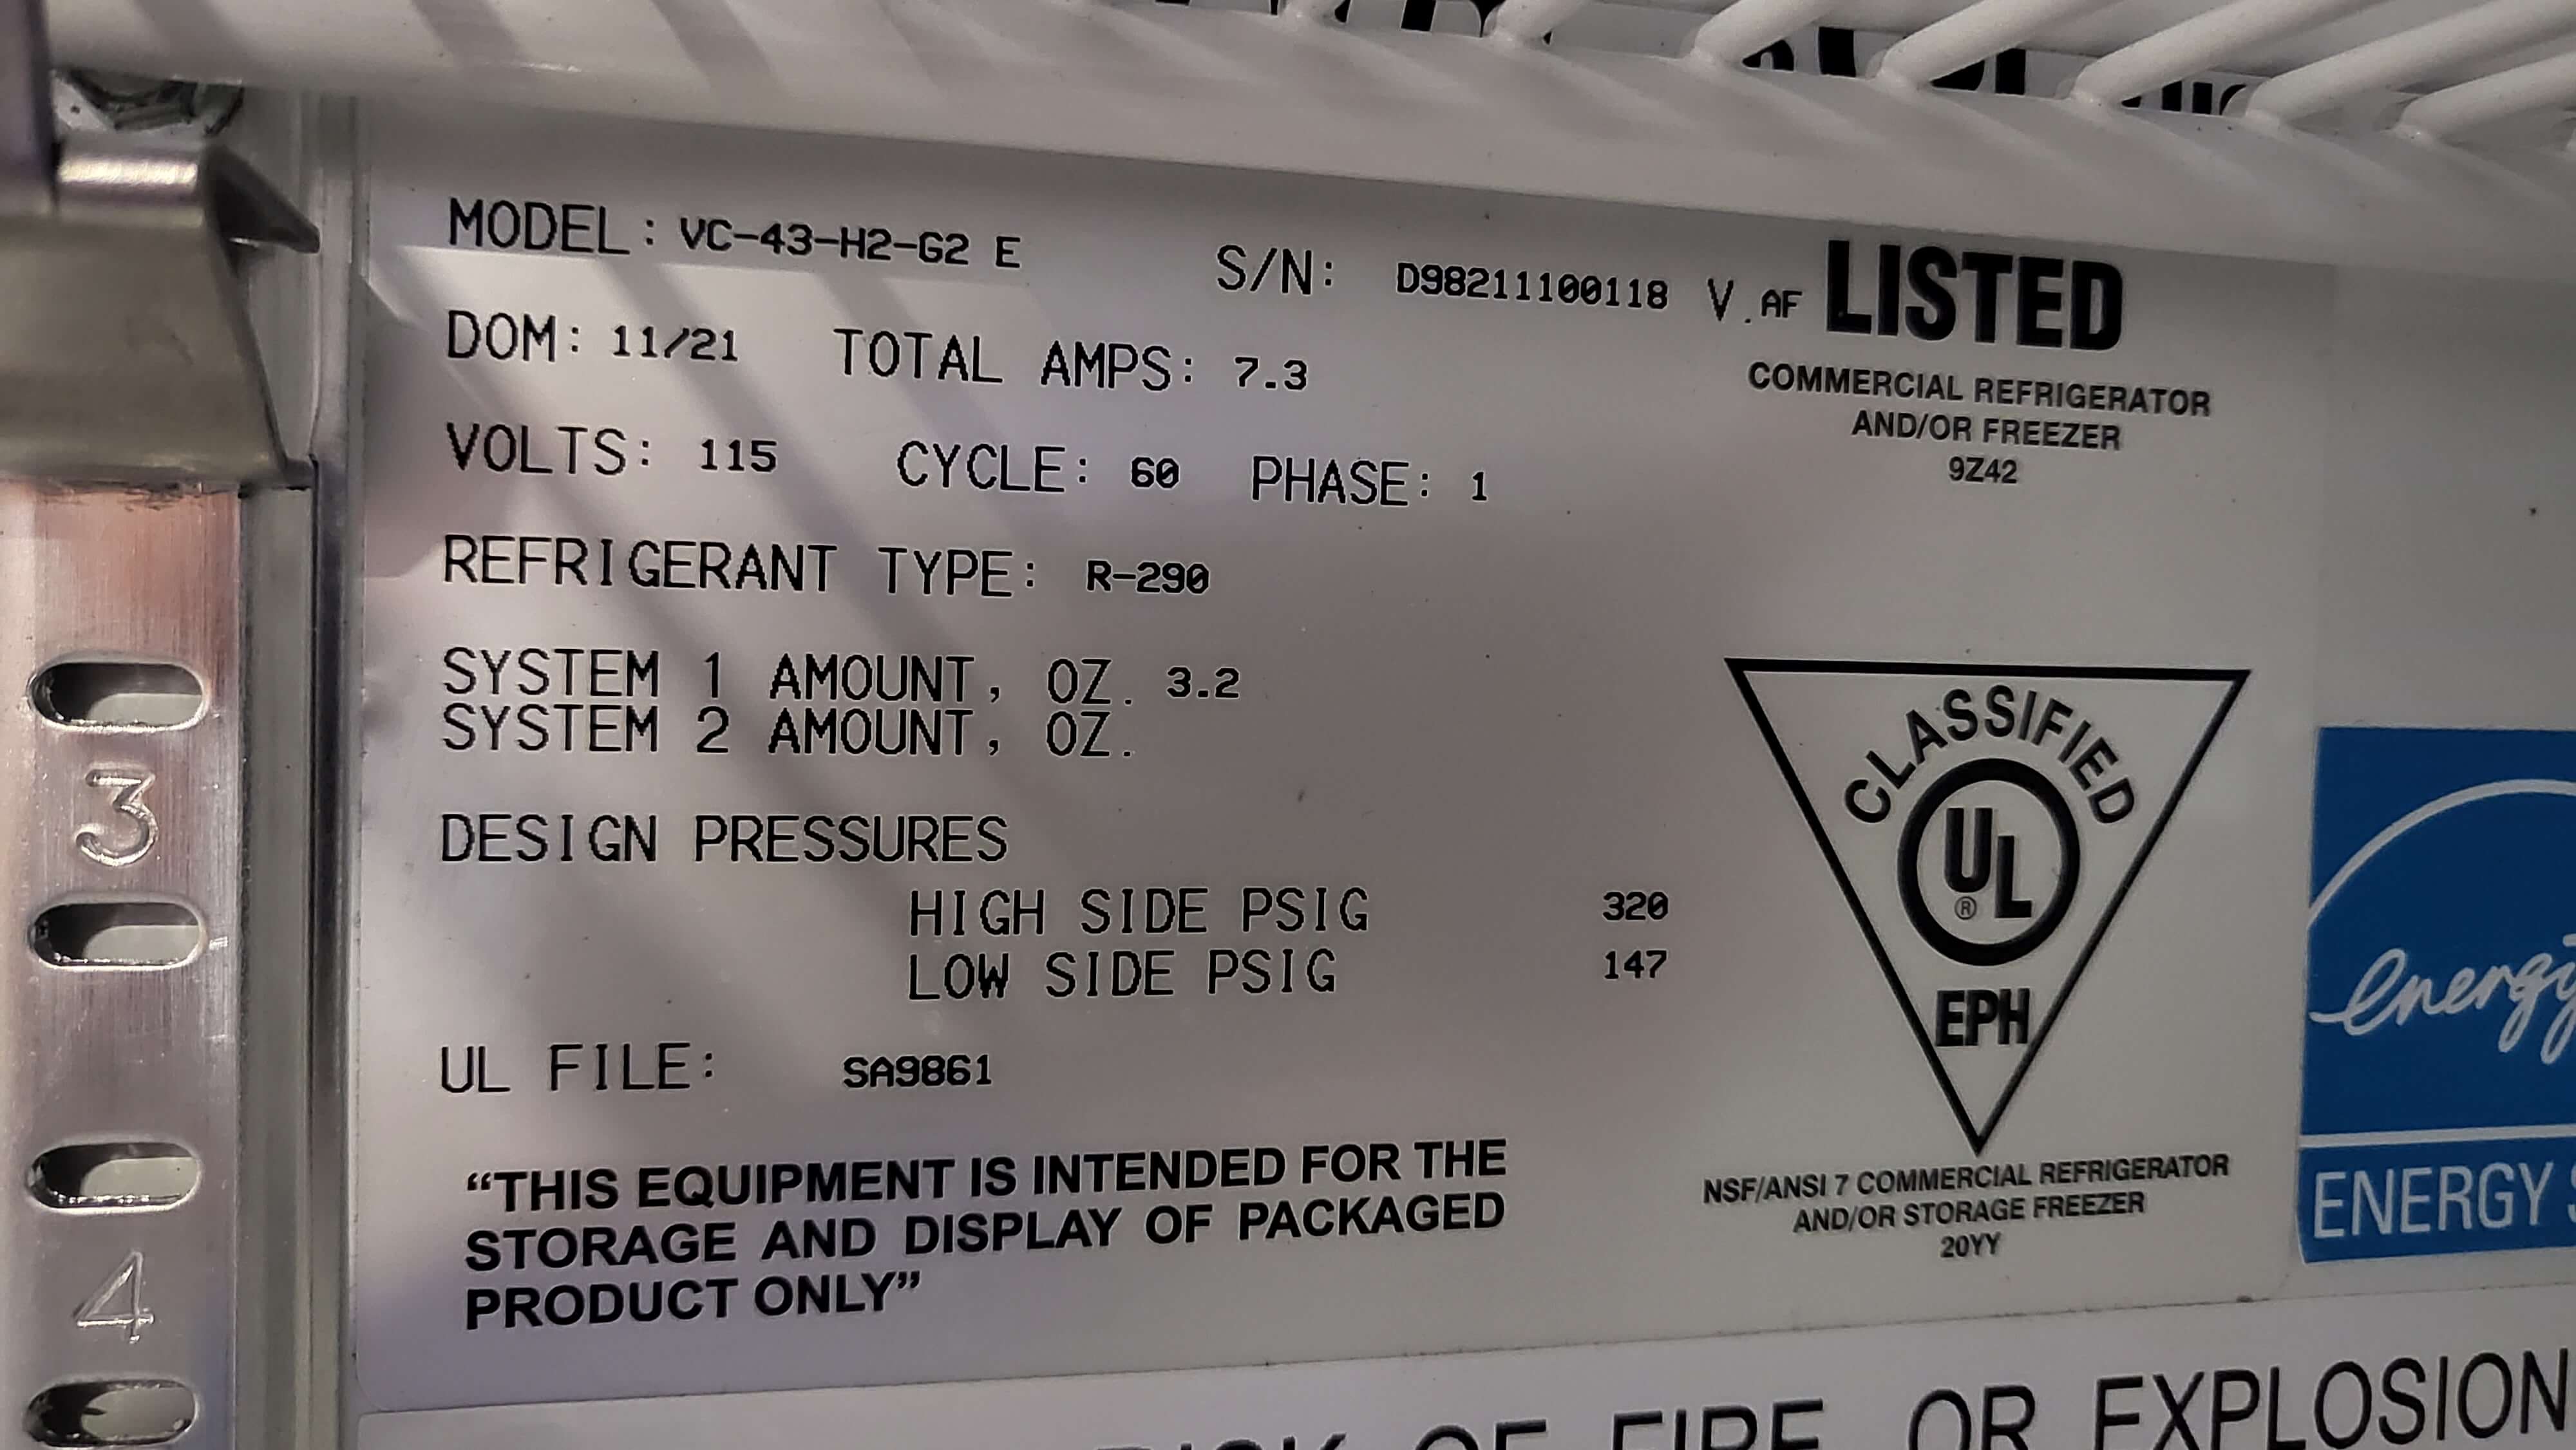 MODEL: VC-43-H2-G2 E
S/N: D98211100118 V.AF
DOM: 11/21 TOTAL AMPS: 7.3
VOLTS: 115 CYCLE: 60 PHASE: 1
REFRIGERANT TYPE: R-290
SYSTEM 1 AMOUNT, OZ. 3.2
SYSTEM 2 AMOUNT, OZ.
DESIGN PRESSURES
HIGH SIDE PSIG 320
LOW SIDE PSIG 147
UL FILE: SA9861
“THIS EQUIPMENT IS INTENDED FOR THE
STORAGE AND DISPLAY OF PACKAGED
PRODUCT ONLY”
LISTED
COMMERCIAL REFRIGERATOR
AND/OR FREEZER
9Z42
CLASSIFIED
UL
®
EPH
NSF/ANSI 7 COMMERCIAL REFRIGERATOR
AND/OR STORAGE FREEZER
20YY
energy
ENERGY
3
4
OF FIRE OR EXPLOSION